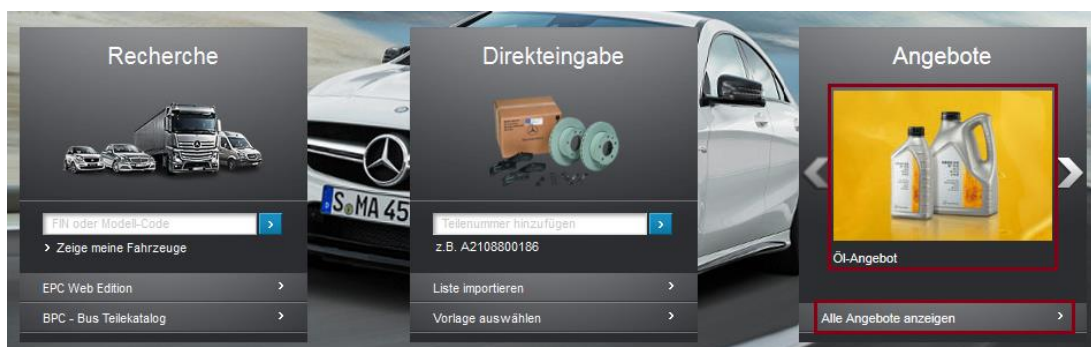 Recherche
FIN oder Modell-Code
Zeige meine Fahrzeuge
EPC Web Edition
BPC - Bus Teilekatalog
S MA 45
Direkteingabe
Teilenummer hinzufügen
z.B. A2108800186
Liste importieren
Vorlage auswählen
Angebote
Öl-Angebot
Alle Angebote anzeigen